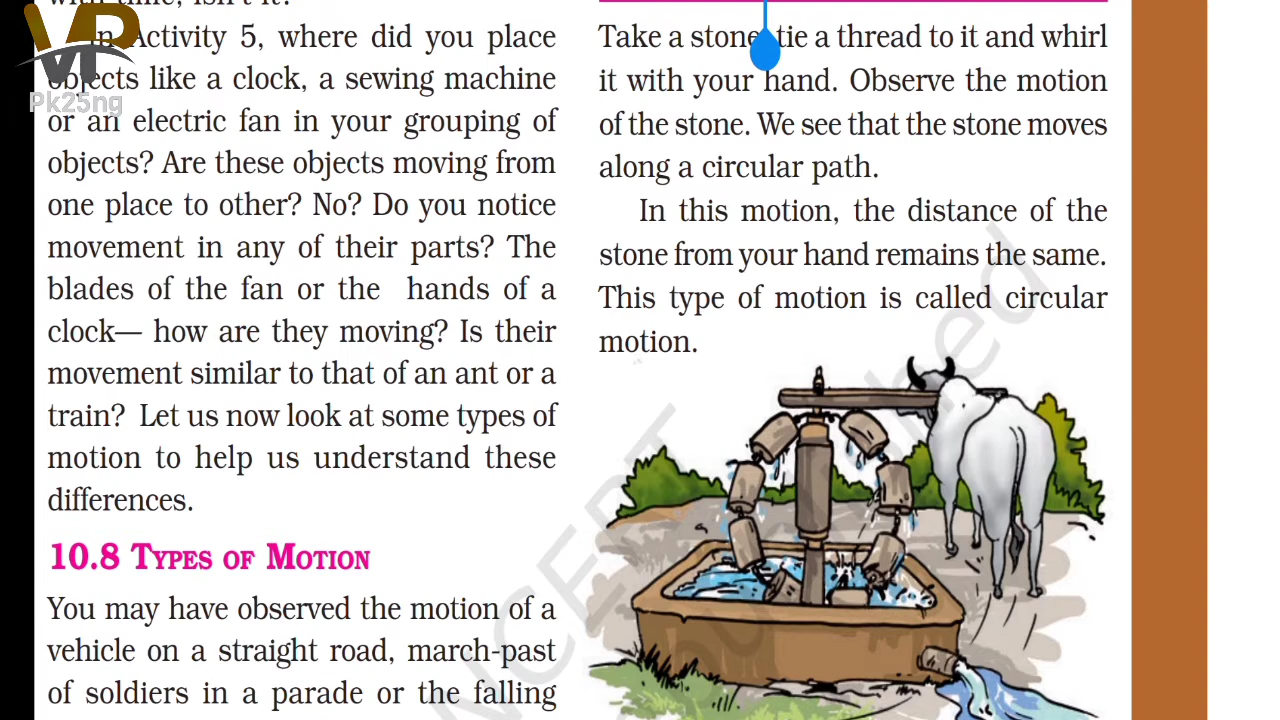 with time, isn't it?
In Activity 5, where did you place
objects like a clock, a sewing machine
or an electric fan in your grouping of
objects? Are these objects moving from
one place to other? No? Do you notice
movement in any of their parts? The
blades of the fan or the hands of a
clock— how are they moving? Is their
movement similar to that of an ant or a
train? Let us now look at some types of
motion to help us understand these
differences.
10.8 TYPES OF MOTION
You may have observed the motion of a
vehicle on a straight road, march-past
of soldiers in a parade or the falling
Take a stone, tie a thread to it and whirl
it with your hand. Observe the motion
of the stone. We see that the stone moves
along a circular path.
In this motion, the distance of the
stone from your hand remains the same.
This type of motion is called circular
motion.
VP
Pk25ng
NCERT